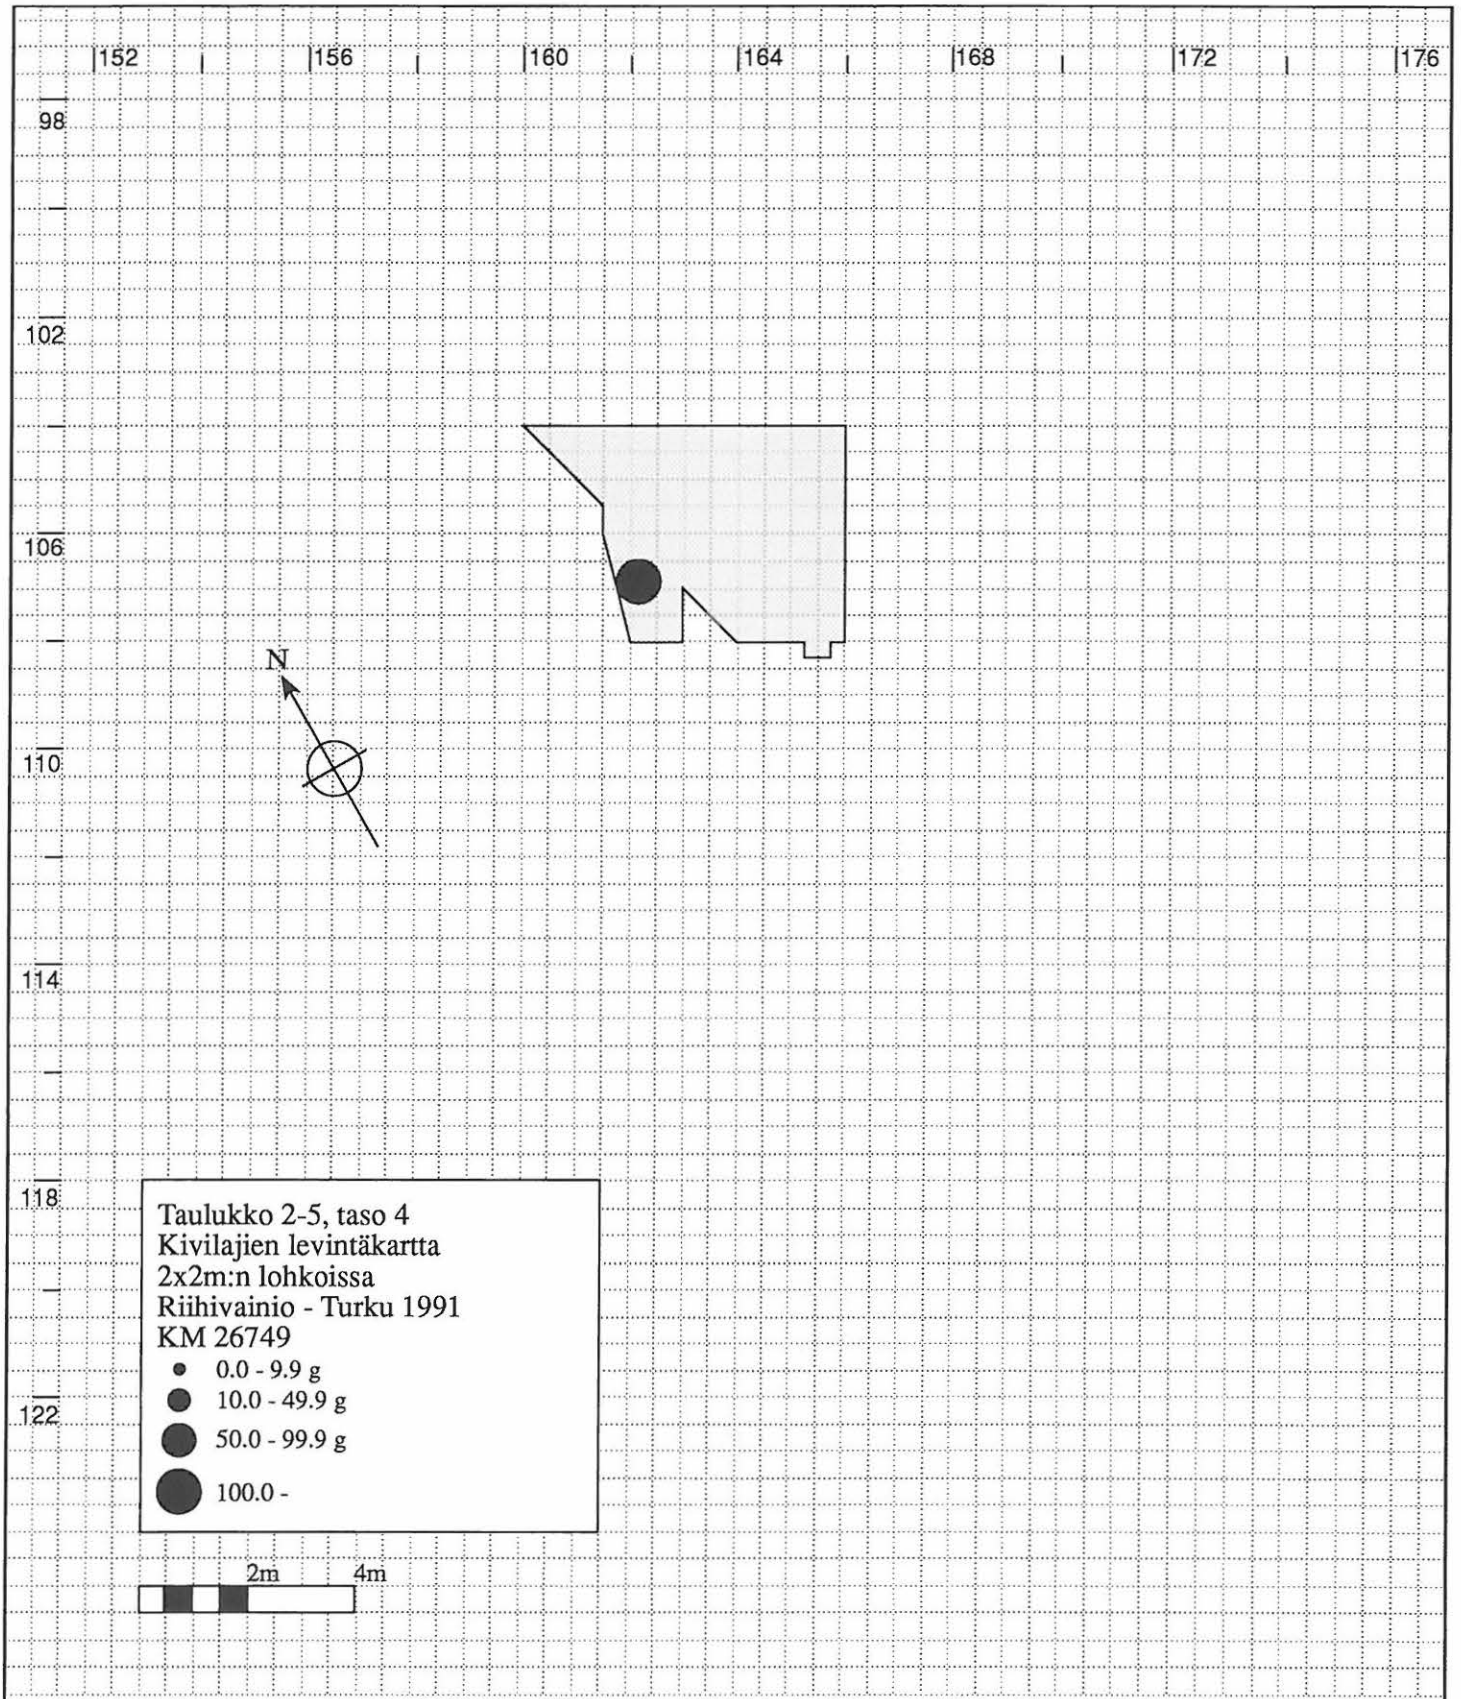 152 156 160 164 168 172 176
98
102
106
N
110
114
118
Taulukko 2-5, taso 4
Kivilajien levintäkartta
2x2m:n lohkoissa
Riihivainio - Turku 1991
KM 26749
0.0 - 9.9 g
10.0 - 49.9 g
122
50.0 - 99.9 g
100.0 -
2m 4m